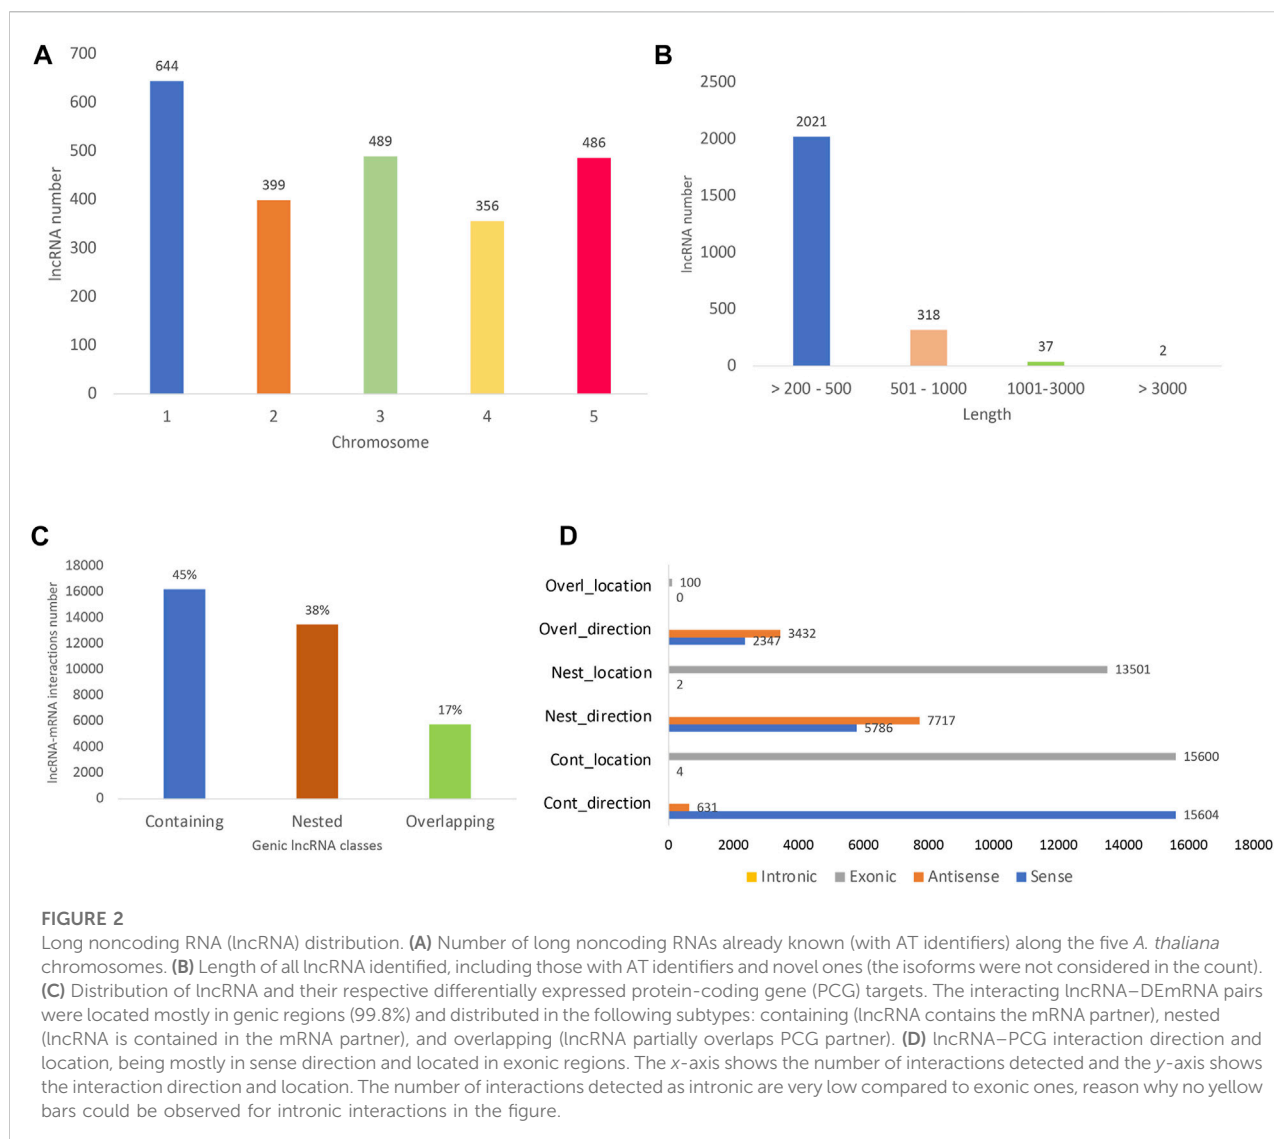 A
700
600
500
400
300
200
100
0
lncRNA number
644
399
489
356
486
1 2 3 4 5
Chromosome
B
2500
2000
1500
1000
500
0
lncRNA number
2021
318
37
2
> 200 - 500 501 - 1000 1001-3000 > 3000
Length
C
18000
16000
14000
12000
10000
8000
6000
4000
2000
0
lncRNA-mRNA interactions number
45%
38%
17%
Containing Nested Overlapping
Genic lncRNA classes
D
Overl_location
100
0
Overl_direction
3432
2347
Nest_location
13501
2
Nest_direction
7717
5786
Cont_location
15600
4
Cont_direction
631
15604
0 2000 4000 6000 8000 10000 12000 14000 16000 18000
Intronic Exonic Antisense Sense
FIGURE 2
Long noncoding RNA (lncRNA) distribution. (A) Number of long noncoding RNAs already known (with AT identifiers) along the five A. thaliana
chromosomes. (B) Length of all lncRNA identified, including those with AT identifiers and novel ones (the isoforms were not considered in the count).
(C) Distribution of lncRNA and their respective differentially expressed protein-coding gene (PCG) targets. The interacting lncRNA–DEmRNA pairs
were located mostly in genic regions (99.8%) and distributed in the following subtypes: containing (lncRNA contains the mRNA partner), nested
(lncRNA is contained in the mRNA partner), and overlapping (lncRNA partially overlaps PCG partner). (D) lncRNA–PCG interaction direction and
location, being mostly in sense direction and located in exonic regions. The x-axis shows the number of interactions detected and the y-axis shows
the interaction direction and location. The number of interactions detected as intronic are very low compared to exonic ones, reason why no yellow
bars could be observed for intronic interactions in the figure.